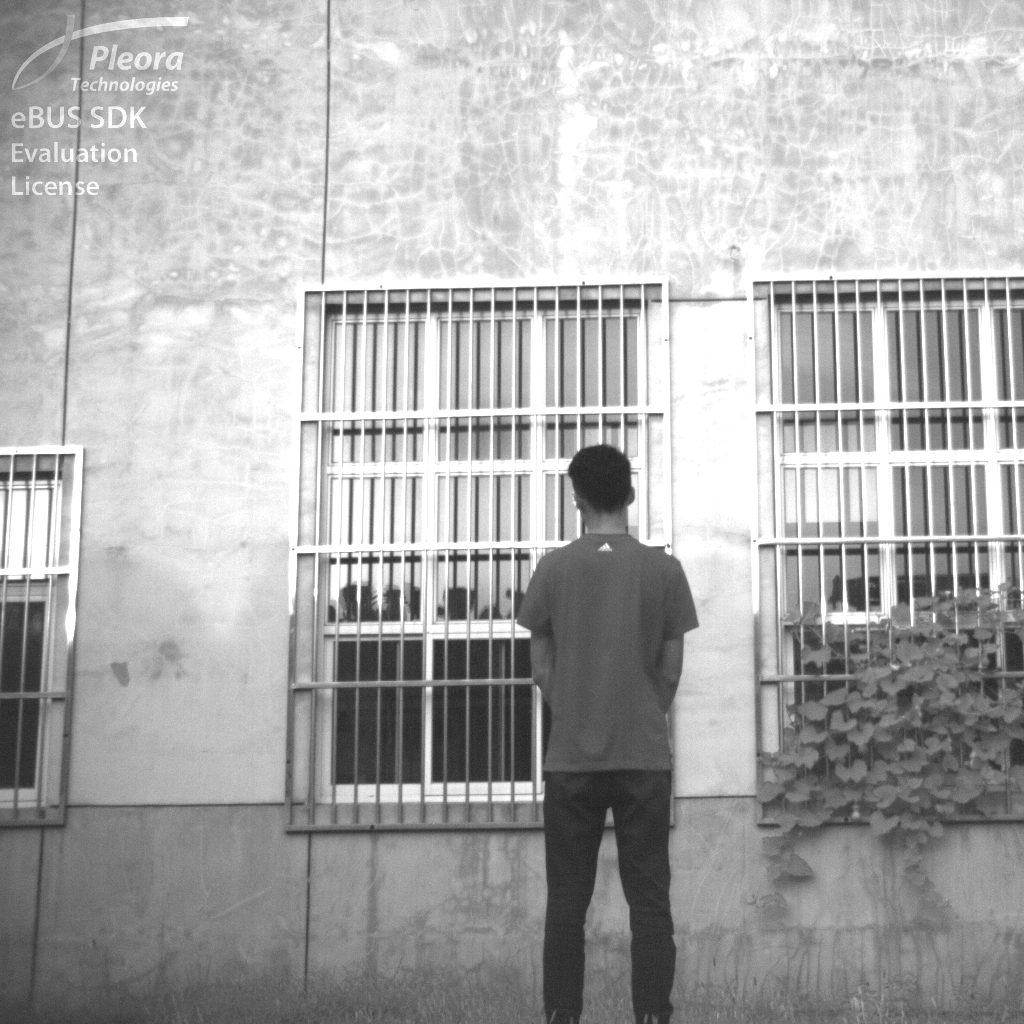 Pleora
Technologies
eBUS SDK
Evaluation
License